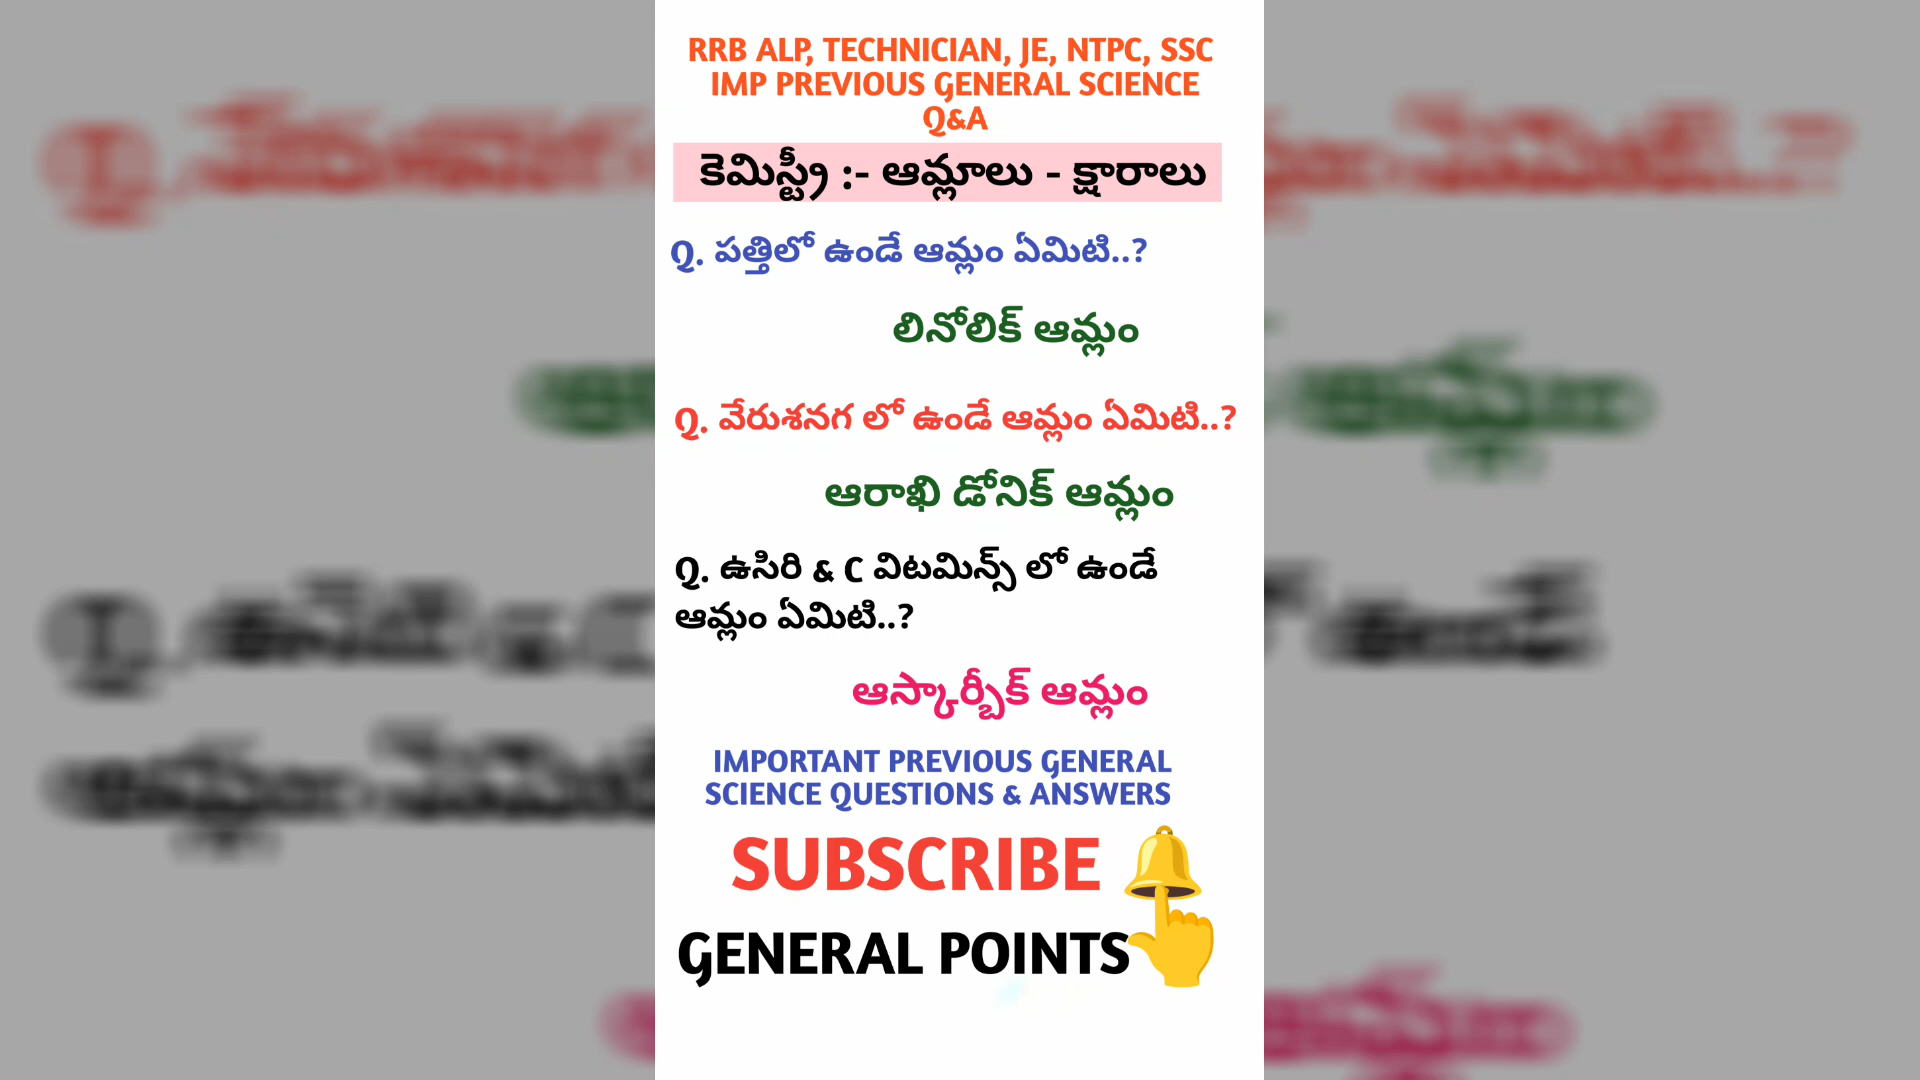 RRB ALP, TECHNICIAN, JE, NTPC, SSC
IMP PREVIOUS GENERAL SCIENCE
Q&A
కెమిస్ట్రీ :- ఆమ్లాలు - క్షారాలు
Q. పత్తిలో ఉండే ఆమ్లం ఏమిటి..?
లినోలిక్ ఆమ్లం
Q. వేరుశనగ లో ఉండే ఆమ్లం ఏమిటి..?
ఆరాఖి డోనిక్ ఆమ్లం
Q. ఉసిరి & C విటమిన్స్ లో ఉండే
ఆమ్లం ఏమిటి..?
ఆస్కార్బీక్ ఆమ్లం
IMPORTANT PREVIOUS GENERAL
SCIENCE QUESTIONS & ANSWERS
SUBSCRIBE
GENERAL POINTS